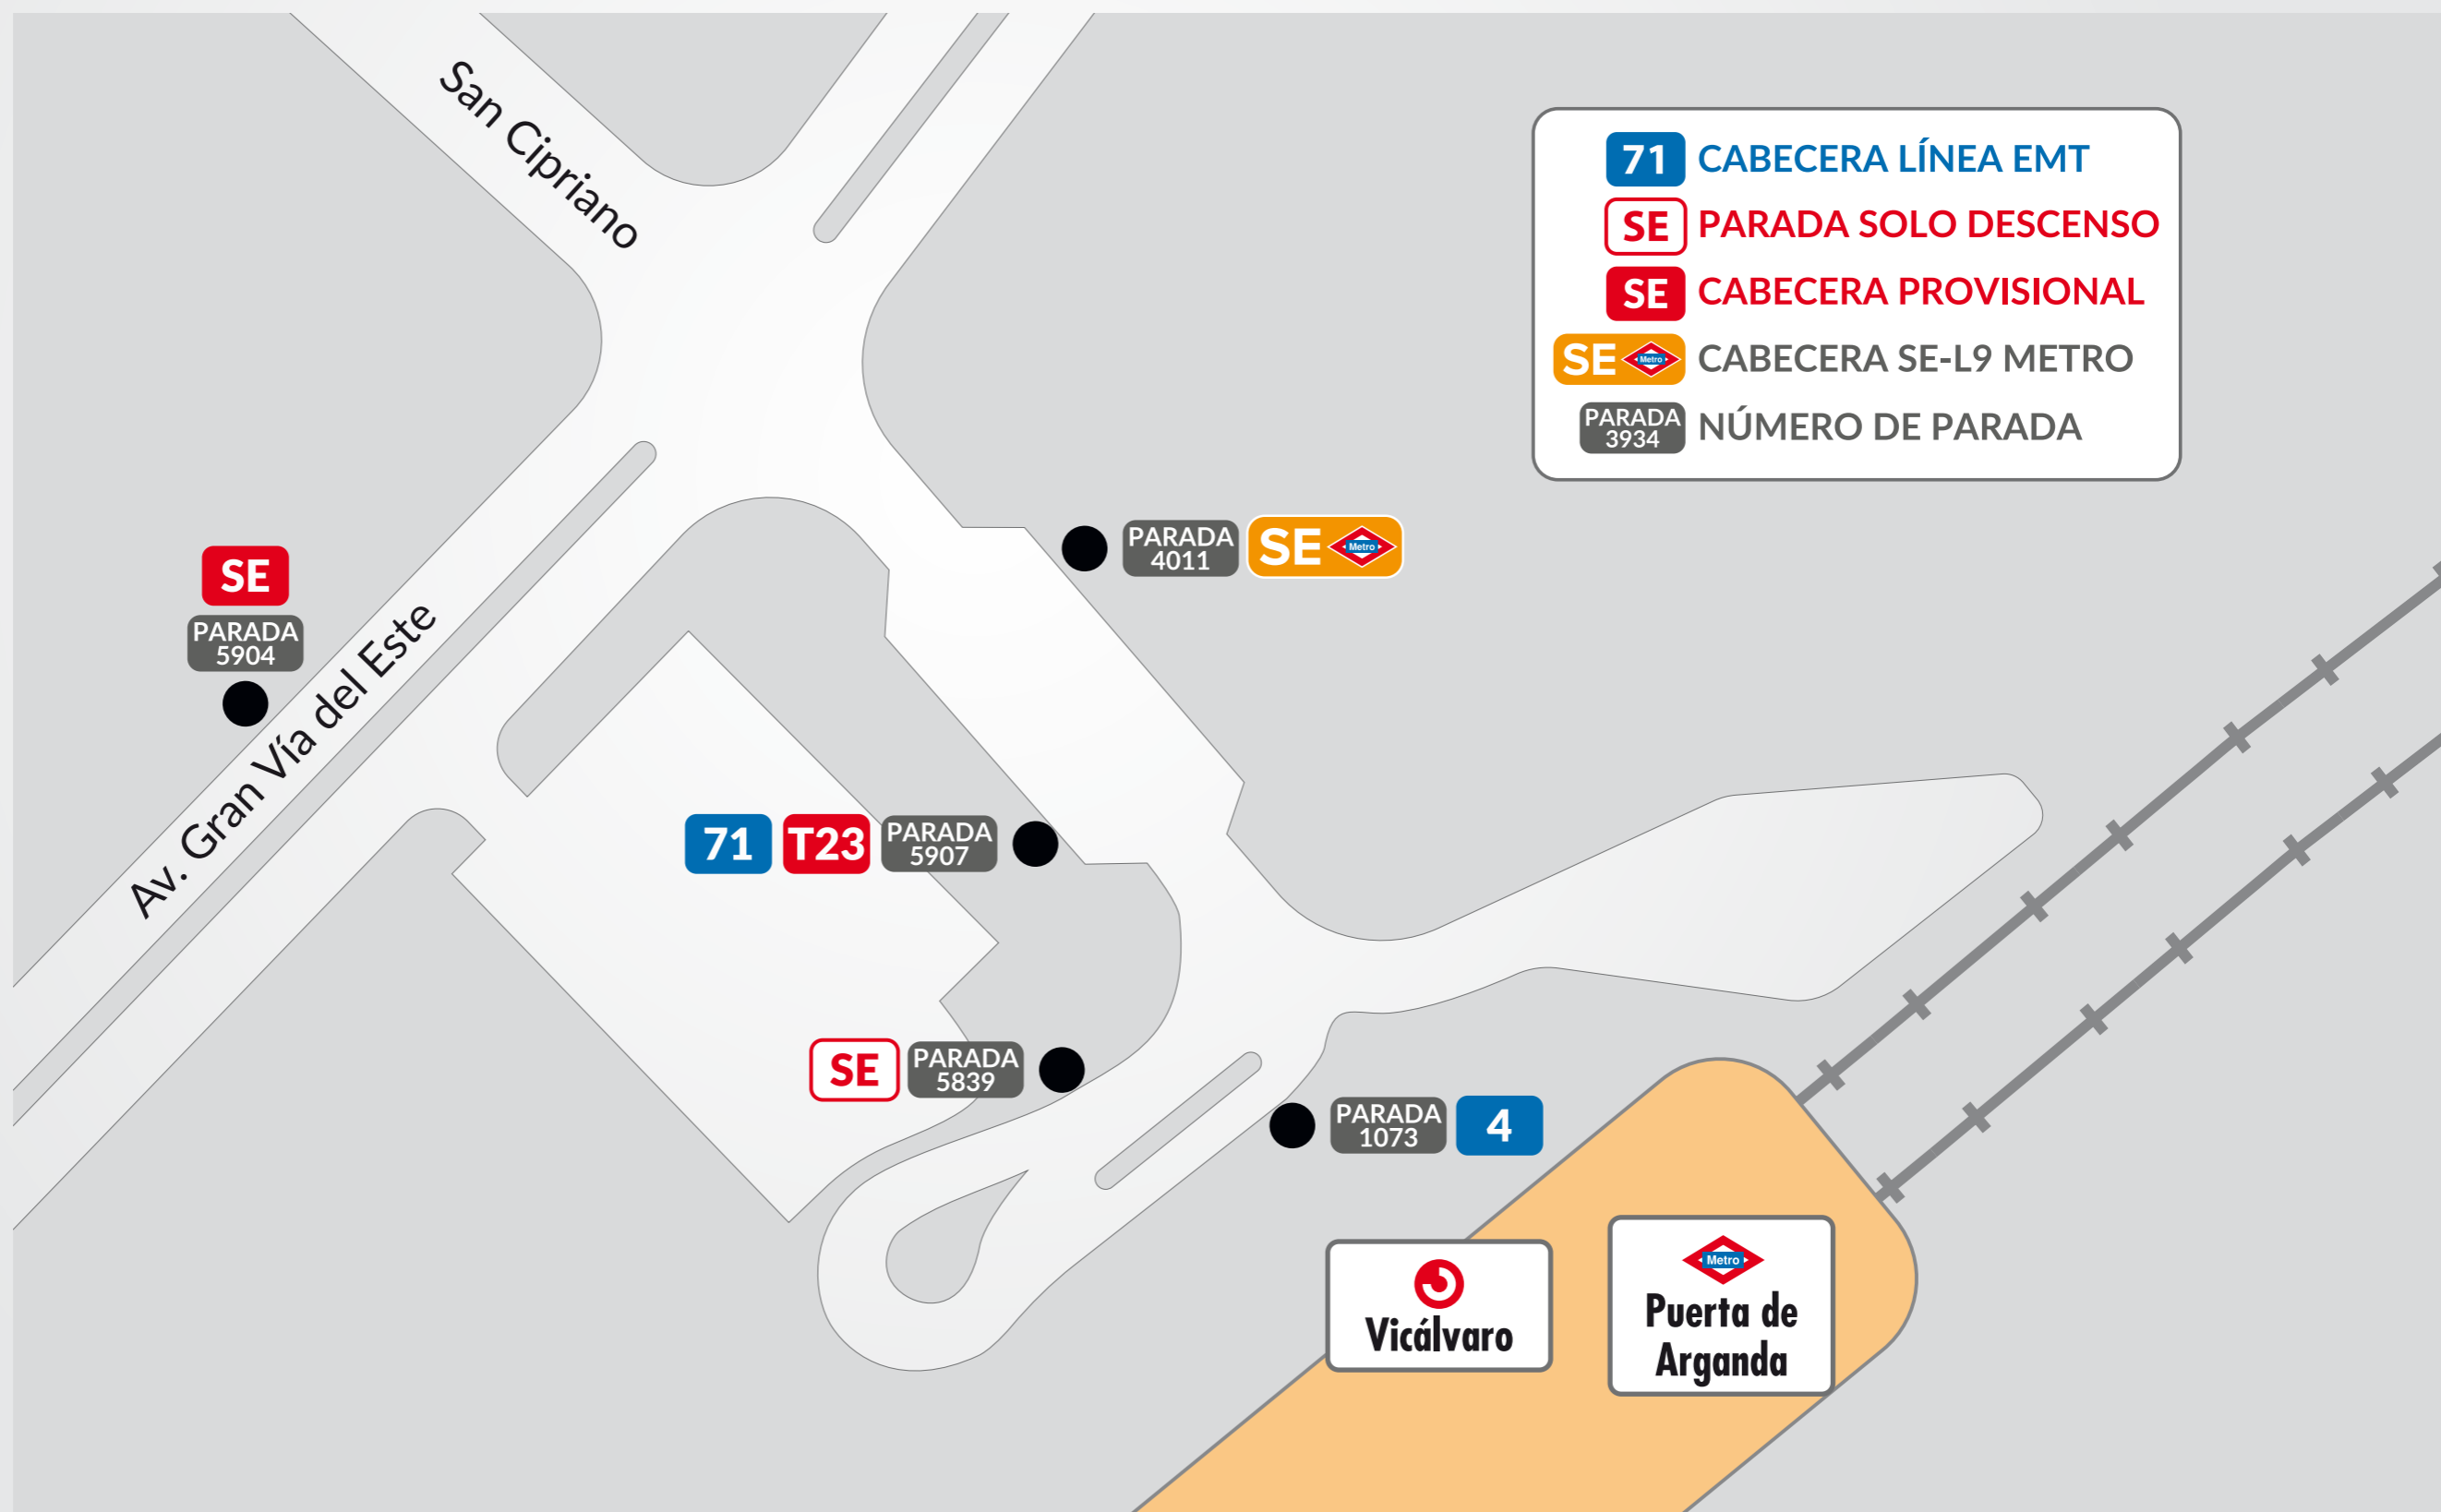 San Cipriano
71 CABECERA LÍNEA EMT
SE PARADA SOLO DESCENSO
SE CABECERA PROVISIONAL
SE Metro CABECERA SE-L9 METRO
PARADA
3934
NÚMERO DE PARADA
PARADA
4011
SE Metro
SE
PARADA
5904
Av. Gran Vía del Este
71 T23
PARADA
5907
SE
PARADA
5839
PARADA
1073
4
Vicálvaro
Metro
Puerta de
Arganda